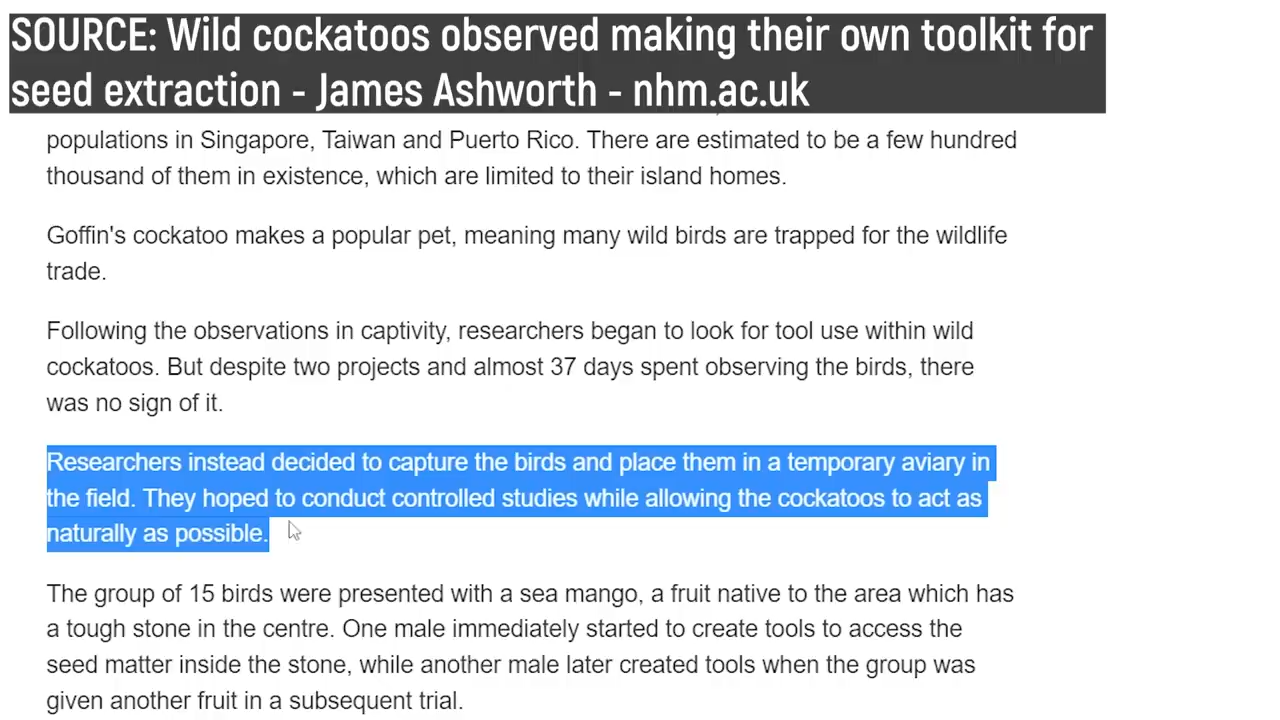 SOURCE: Wild cockatoos observed making their own toolkit for
seed extraction - James Ashworth - nhm.ac.uk
populations in Singapore, Taiwan and Puerto Rico. There are estimated to be a few hundred
thousand of them in existence, which are limited to their island homes.
Goffin's cockatoo makes a popular pet, meaning many wild birds are trapped for the wildlife
trade.
Following the observations in captivity, researchers began to look for tool use within wild
cockatoos. But despite two projects and almost 37 days spent observing the birds, there
was no sign of it.
Researchers instead decided to capture the birds and place them in a temporary aviary in
the field. They hoped to conduct controlled studies while allowing the cockatoos to act as
naturally as possible.
The group of 15 birds were presented with a sea mango, a fruit native to the area which has
a tough stone in the centre. One male immediately started to create tools to access the
seed matter inside the stone, while another male later created tools when the group was
given another fruit in a subsequent trial.